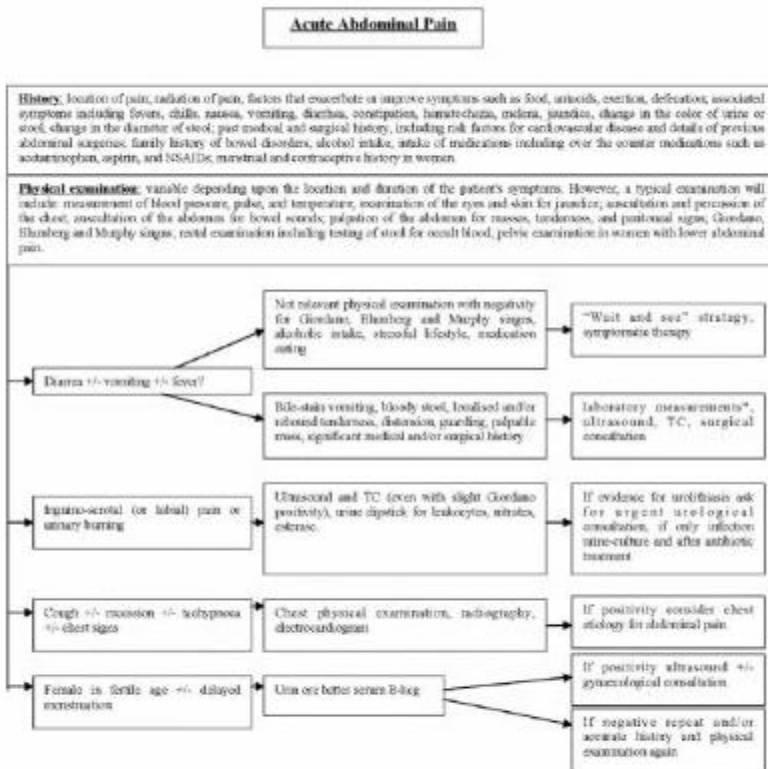 Acute Abdominal Pain
History: location of pain, radiation of pain, factors that exacerbate or improve symptoms such as food, antacids, exertion, defecation; associated
symptoms including fevers, chills, nausea, vomiting, diarrhea, constipation, hematochezia, melena, jaundice, change in the color of urine or
stool, change in the diameter of stool; past medical and surgical history, including risk factors for cardiovascular disease and details of previous
abdominal surgeries; family history of bowel disorders, alcohol intake, intake of medications including over the counter medications such as
acetaminophen, aspirin, and NSAIDs, menstrual and contraceptive history in women.
Physical examination: variable depending upon the location and duration of the patient's symptoms. However, a typical examination will
include: measurement of blood pressure, pulse, and temperature, examination of the eyes and skin for jaundice; auscultation and percussion of
the chest, auscultation of the abdomen for bowel sounds; palpation of the abdomen for masses, tenderness, and peritoneal signs; Giordano,
Blumberg and Murphy singns, rectal examination including testing of stool for occult blood, pelvic examination in women with lower abdominal
pain.
Not relevant physical examination with negativity
for Giordano, Blumberg and Murphy singns,
alcoholic intake, stressful lifestyle, medication
eating
"Wait and see" strategy,
symptomatic therapy
Diarrea +/- vomiting +/- fever?
Bile-stain vomiting, bloody stool, localised and/or
rebound tenderness, distension, guarding, palpable
mass, significant medical and/or surgical history
laboratory measurements*,
ultrasound, TC, surgical
consultation
Inguino-scrotal (or labial) pain or
urinary burning
Ultrasound and TC (even with slight Giordano
positivity), urine dipstick for leukocytes, nitrates,
esterase.
If evidence for urolithiasis ask
for urgent urological
consultation, if only infection
urine-culture and after antibiotic
treatment
Cough +/- recession +/- tachypnoea
+/- chest signs
Chest physical examination, radiography,
electrocardiogram
If positivity consider chest
etiology for abdominal pain
Female in fertile age +/- delayed
menstruation
Urin ore better serum B-hcg
If positivity ultrasound +/-
gynaecological consultation
If negative repeat and/or
accurate history and physical
examination again